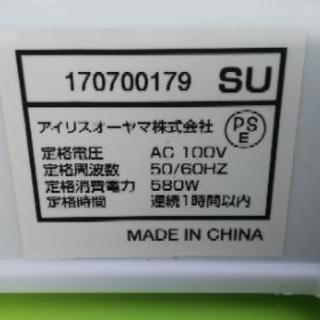 170700179 SU
アイリスオーヤマ株式会社 PS E
定格電圧 AC 100V
定格周波数 50/60HZ
定格消費電力 580W
定格時間 連続1時間以内
MADE IN CHINA